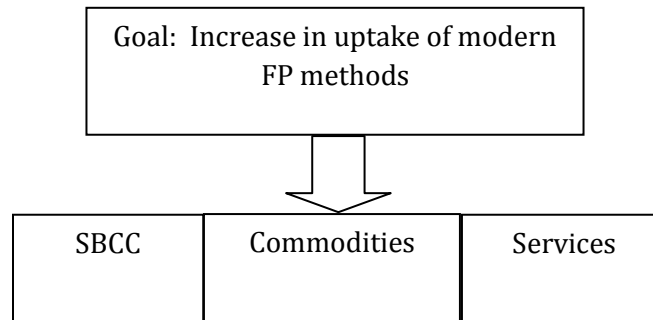 Goal:  Increase in uptake of modern
FP methods
SBCC
Commodities
Services